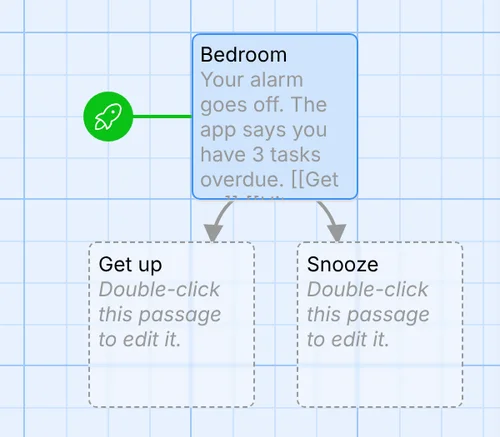 Bedroom
Your alarm
goes off. The
app says you
have 3 tasks
overdue. [[Get
Get up
Double-click
this passage
to edit it.
Snooze
Double-click
this passage
to edit it.